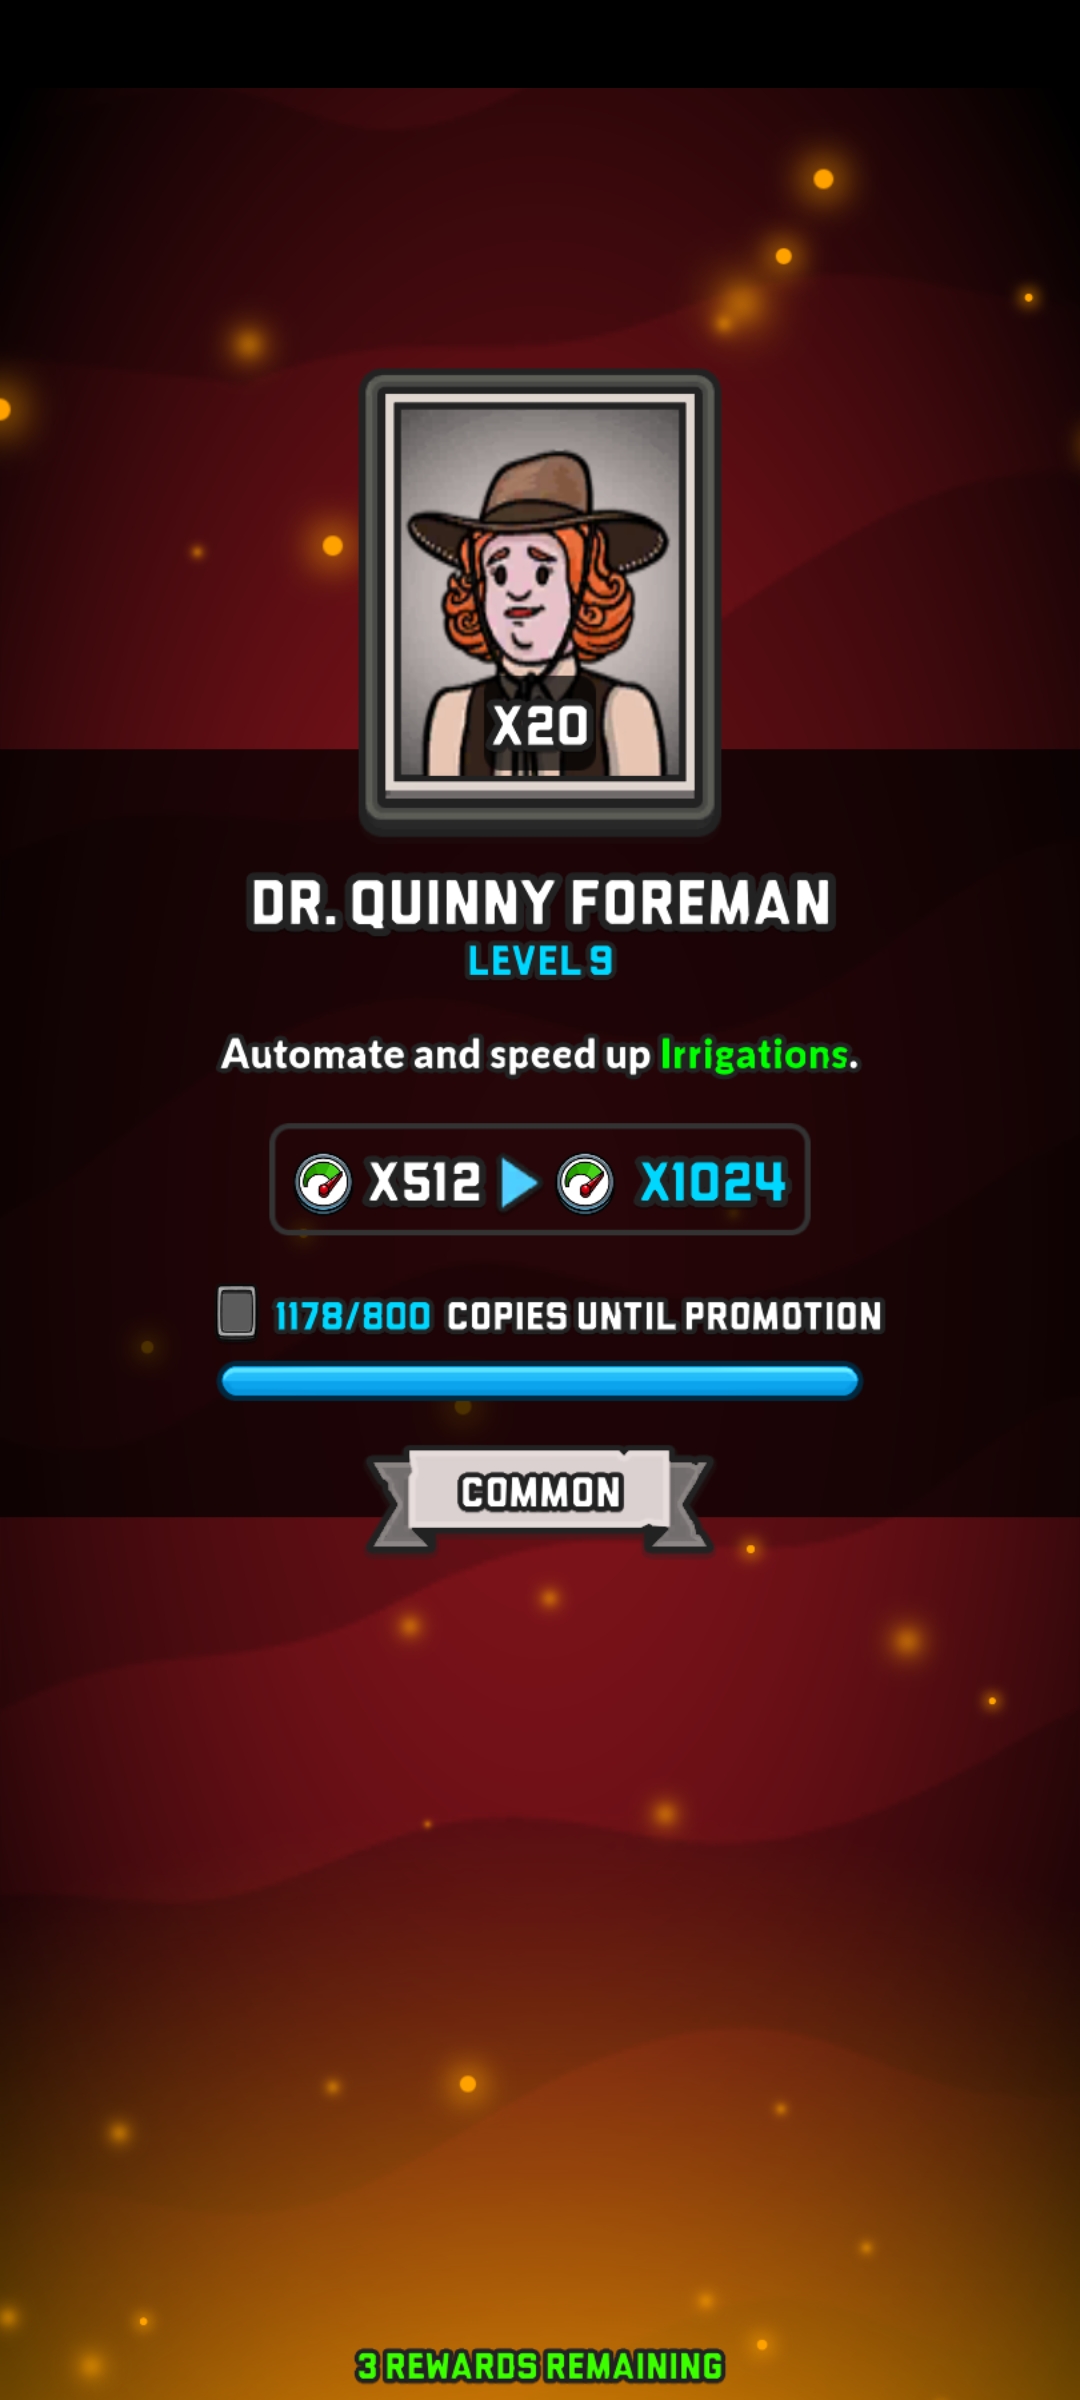 X20
DR. QUINNY FOREMAN
LEVEL 9
Automate and speed up Irrigations.
X512 X1024
1178/800 COPIES UNTIL PROMOTION
COMMON
3 REWARDS REMAINING